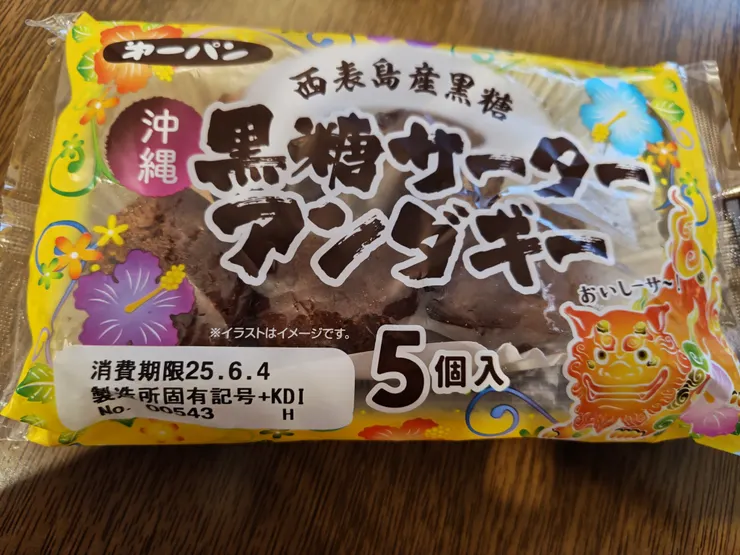 第一パン
西表島産黒糖
沖縄
黒糖サーター
アンダギー
おいしーサ〜!
※イラストはイメージです。
5個入
消費期限25.6.4
製造所固有記号+KDI
No. 00543 H